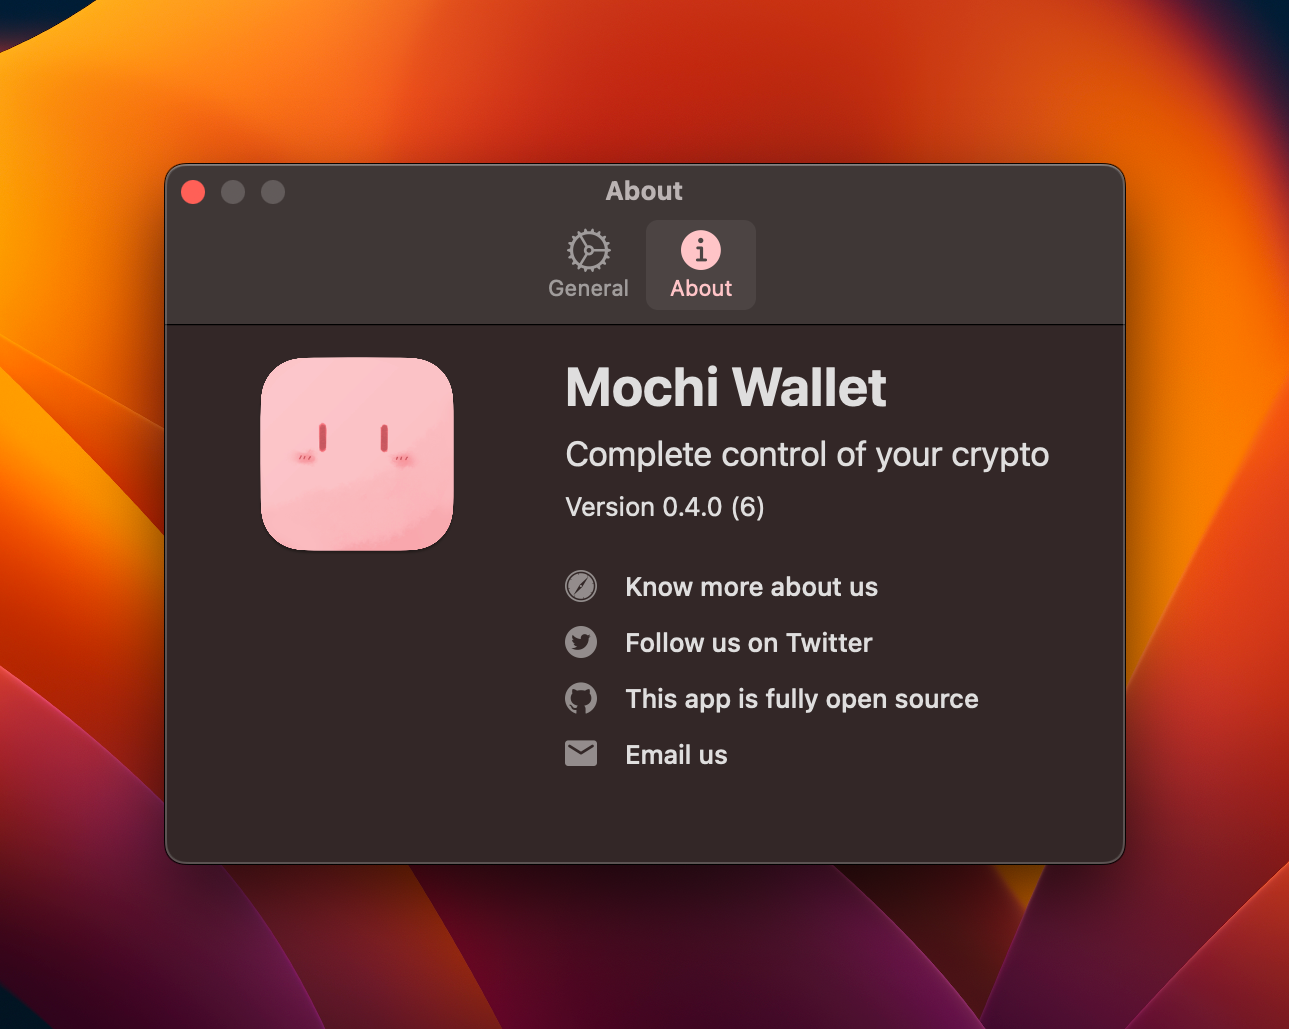 About
General
About
Mochi Wallet
Complete control of your crypto
Version 0.4.0 (6)
Know more about us
Follow us on Twitter
This app is fully open source
Email us